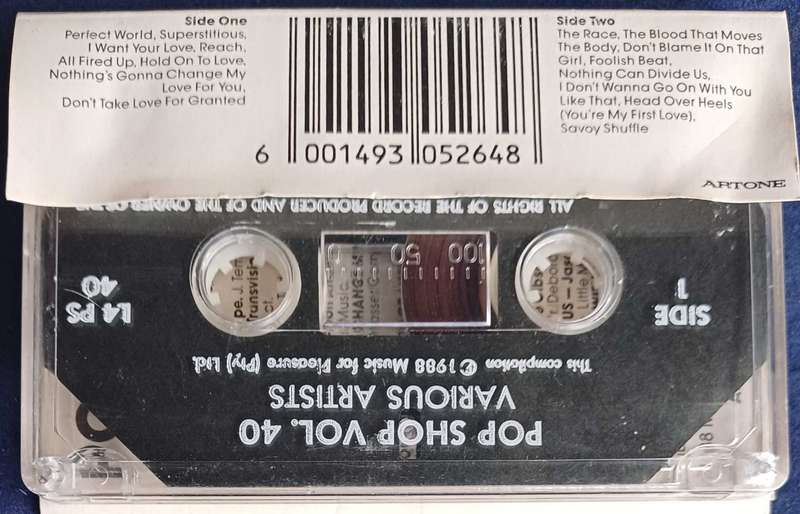 Side One
Perfect World, Superstitious,
I Want Your Love, Reach,
All Fired Up, Hold On To Love,
Nothing's Gonna Change My
Love For You,
Don't Take Love For Granted
6 001493 052648
Side Two
The Race, The Blood That Moves
The Body, Don't Blame It On That
Girl, Foolish Beat,
Nothing Can Divide Us,
I Don't Wanna Go On With You
Like That, Head Over Heels
(You're My First Love),
Savoy Shuffle
ARTONE
POP SHOP VOL. 40
VARIOUS ARTISTS
This compilation © 1988 Music for Pleasure (Pty) Ltd.
SIDE
1
L4 PS
40
0 50 100
ALL RIGHTS OF THE RECORD PRODUCER AND OF THE OWNER OF THE